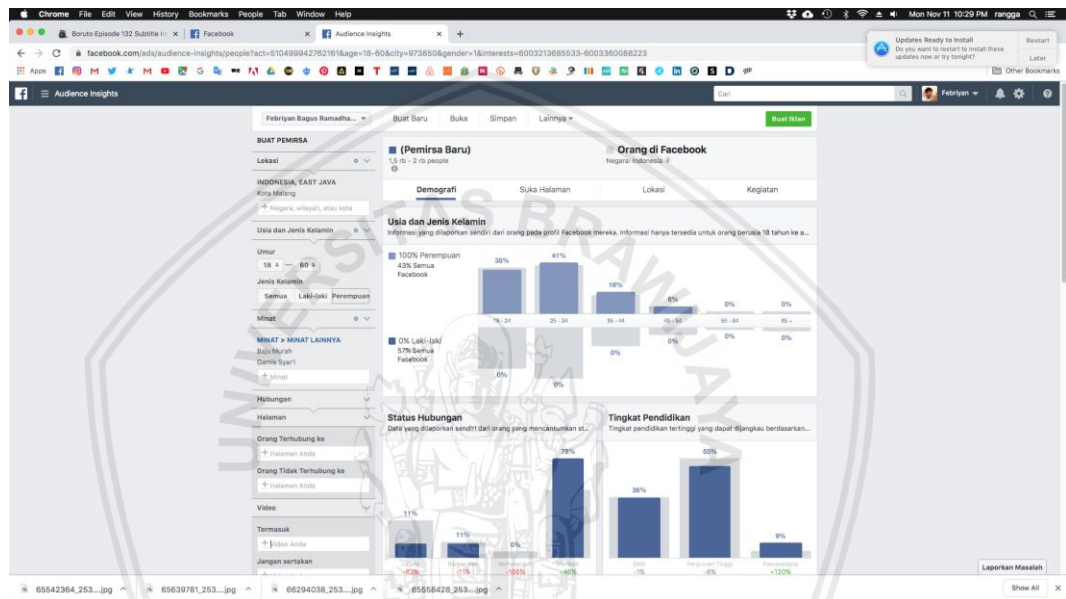 Chrome File Edit View History Bookmarks People Tab Window Help
Mon Nov 11 10:29 PM rangga
Boruto Episode 132 Subtitle In
Facebook
Audience Insights
Updates Ready to Install
Do you want to restart to install these updates now or try tonight?
Restart
Later
facebook.com/ads/audience-insights/people?act=510499942762161&age=18-60&city=973850&gender=1&interests=6003213685533-6003360088223
Apps
Other Bookmarks
Audience Insights
Cari
Febriyan
Febriyan Bagus Ramadha...
Buat Baru Buka Simpan Lainnya
Buat Iklan
BUAT PEMIRSA
Lokasi
INDONESIA, EAST JAVA
Kota Malang
+ Negara, wilayah, atau kota
Usia dan Jenis Kelamin
Umur
18 — 60
Jenis Kelamin
Semua Laki-laki Perempuan
Minat
MINAT > MINAT LAINNYA
Baju Murah
Gamis Syar'i
+ Minat
Hubungan
Halaman
Orang Terhubung ke
+ Halaman Anda
Orang Tidak Terhubung ke
+ Halaman Anda
Video
Termasuk
+ Video Anda
Jangan sertakan
(Pemirsa Baru)
1,5 rb - 2 rb people
Orang di Facebook
Negara: Indonesia
Demografi Suka Halaman Lokasi Kegiatan
Usia dan Jenis Kelamin
Informasi yang dilaporkan sendiri dari orang pada profil Facebook mereka. Informasi hanya tersedia untuk orang berusia 18 tahun ke a...
100% Perempuan
43% Semua
Facebook
35% 41% 18% 6% 0% 0%
18 - 24 25 - 34 35 - 44 45 - 54 55 - 64 65 +
0% Laki-laki
57% Semua
Facebook
0% 0% 0% 0% 0% 0%
Status Hubungan
Data yang dilaporkan sendiri dari orang yang mencantumkan st...
11% 11% 0% 78%
-62% -11% -100% +46%
Tingkat Pendidikan
Tingkat pendidikan tertinggi yang dapat dijangkau berdasarkan...
36% 55% 9%
Perguruan Tinggi
-1% -8% +120%
Laporkan Masalah
65542364_253....jpg
65639781_253....jpg
66294038_253....jpg
65558428_253....jpg
Show All
UNIVERSITAS BRAWIJAYA